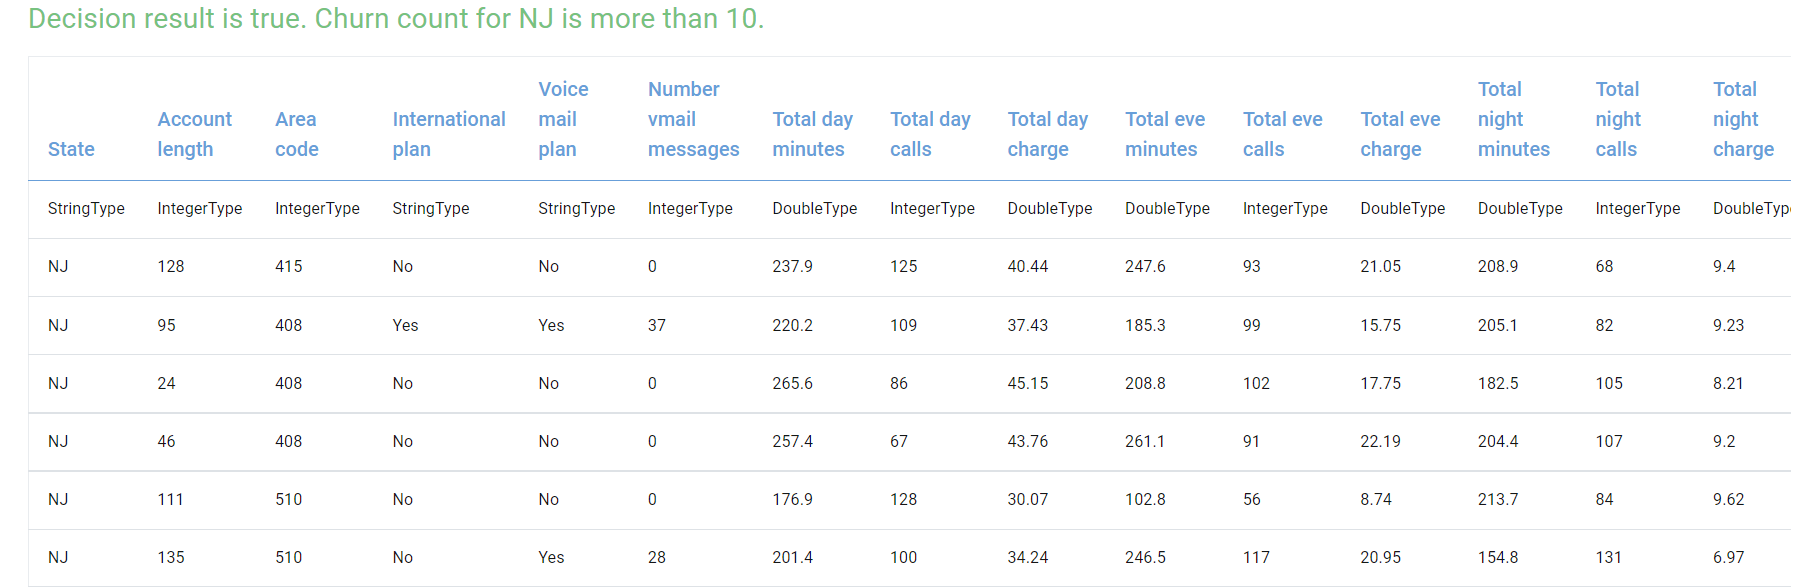 Decision result is true. Churn count for NJ is more than 10.
State Account length Area code International plan Voice mail plan Number vmail messages Total day minutes Total day calls Total day charge Total eve minutes Total eve calls Total eve charge Total night minutes Total night calls Total night charge
StringType IntegerType IntegerType StringType StringType IntegerType DoubleType IntegerType DoubleType DoubleType IntegerType DoubleType DoubleType IntegerType DoubleTyp
NJ 128 415 No No 0 237.9 125 40.44 247.6 93 21.05 208.9 68 9.4
NJ 95 408 Yes Yes 37 220.2 109 37.43 185.3 99 15.75 205.1 82 9.23
NJ 24 408 No No 0 265.6 86 45.15 208.8 102 17.75 182.5 105 8.21
NJ 46 408 No No 0 257.4 67 43.76 261.1 91 22.19 204.4 107 9.2
NJ 111 510 No No 0 176.9 128 30.07 102.8 56 8.74 213.7 84 9.62
NJ 135 510 No Yes 28 201.4 100 34.24 246.5 117 20.95 154.8 131 6.97